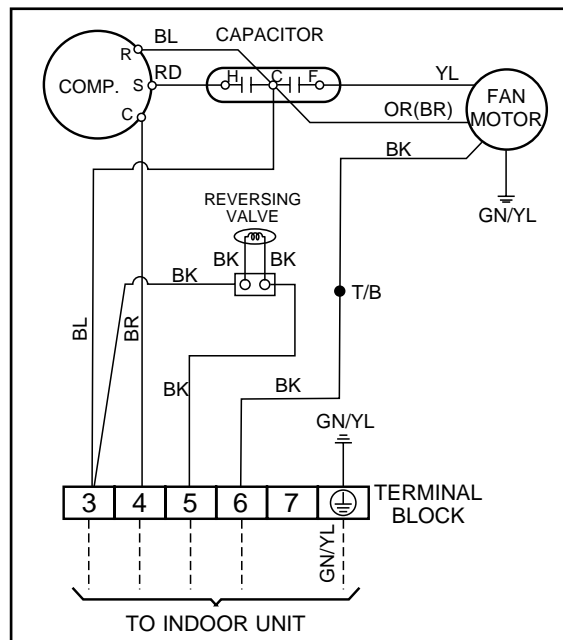 BL CAPACITOR
R
COMP. S RD H C F YL
FAN
MOTOR
C
OR(BR)
BK
GN/YL
REVERSING
VALVE
BK BK
BK
T/B
BL
BR
BK
BK
GN/YL
3 4 5 6 7
TERMINAL
BLOCK
GN/YL
TO INDOOR UNIT